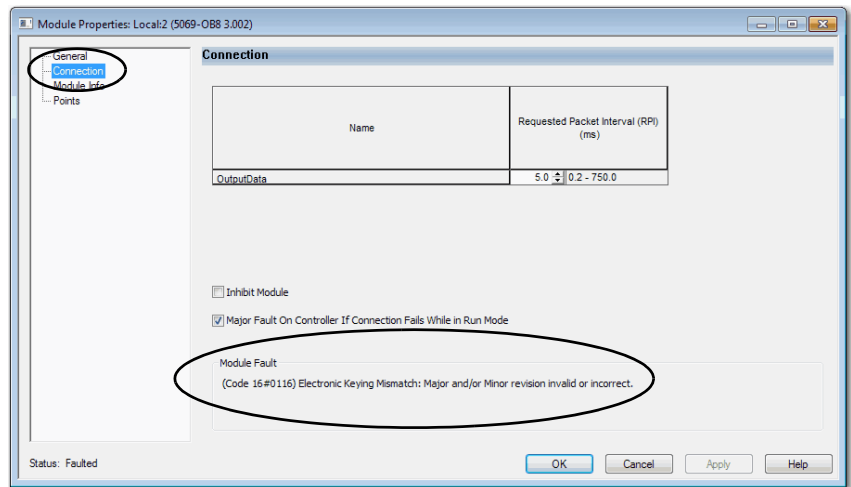 Module Properties: Local:2 (5069-OB8 3.002)
General
Connection
Module Info
Points
Connection
Name
Requested Packet Interval (RPI)
(ms)
OutputData
5.0
0.2 - 750.0
Inhibit Module
Major Fault On Controller If Connection Fails While in Run Mode
Module Fault
(Code 16#0116) Electronic Keying Mismatch: Major and/or Minor revision invalid or incorrect.
Status: Faulted
OK
Cancel
Apply
Help